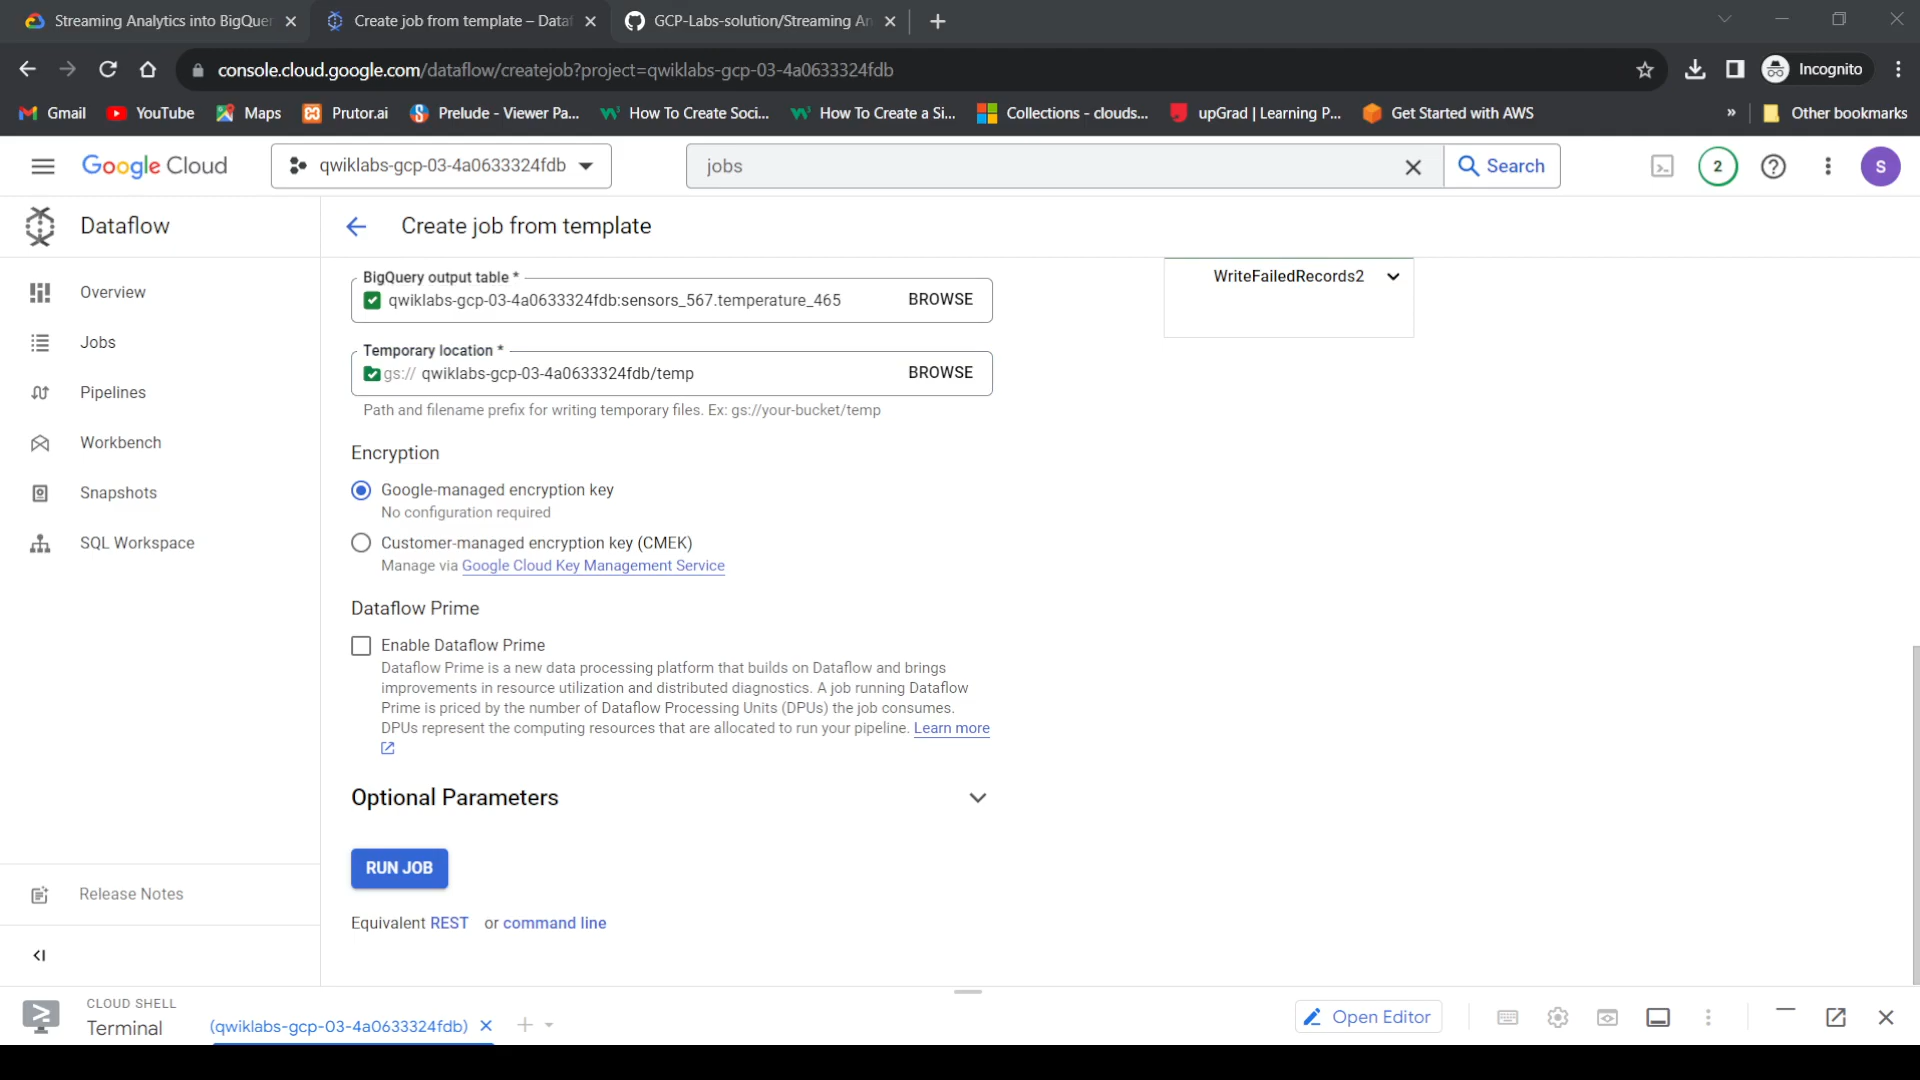 Streaming Analytics into BigQuer
Create job from template – Dataf
GCP-Labs-solution/Streaming An
console.cloud.google.com/dataflow/createjob?project=qwiklabs-gcp-03-4a0633324fdb
Incognito
Gmail
YouTube
Maps
Prutor.ai
Prelude - Viewer Pa...
How To Create Soci...
How To Create a Si...
Collections - clouds...
upGrad | Learning P...
Get Started with AWS
»
Other bookmarks
Google Cloud
qwiklabs-gcp-03-4a0633324fdb
jobs
Search
2
S
Dataflow
Create job from template
Overview
Jobs
Pipelines
Workbench
Snapshots
SQL Workspace
Release Notes
BigQuery output table *
qwiklabs-gcp-03-4a0633324fdb:sensors_567.temperature_465
BROWSE
Temporary location *
gs:// qwiklabs-gcp-03-4a0633324fdb/temp
BROWSE
Path and filename prefix for writing temporary files. Ex: gs://your-bucket/temp
Encryption
Google-managed encryption key
No configuration required
Customer-managed encryption key (CMEK)
Manage via Google Cloud Key Management Service
Dataflow Prime
Enable Dataflow Prime
Dataflow Prime is a new data processing platform that builds on Dataflow and brings
improvements in resource utilization and distributed diagnostics. A job running Dataflow
Prime is priced by the number of Dataflow Processing Units (DPUs) the job consumes.
DPUs represent the computing resources that are allocated to run your pipeline. Learn more
Optional Parameters
RUN JOB
Equivalent REST or command line
WriteFailedRecords2
CLOUD SHELL
Terminal
(qwiklabs-gcp-03-4a0633324fdb)
Open Editor